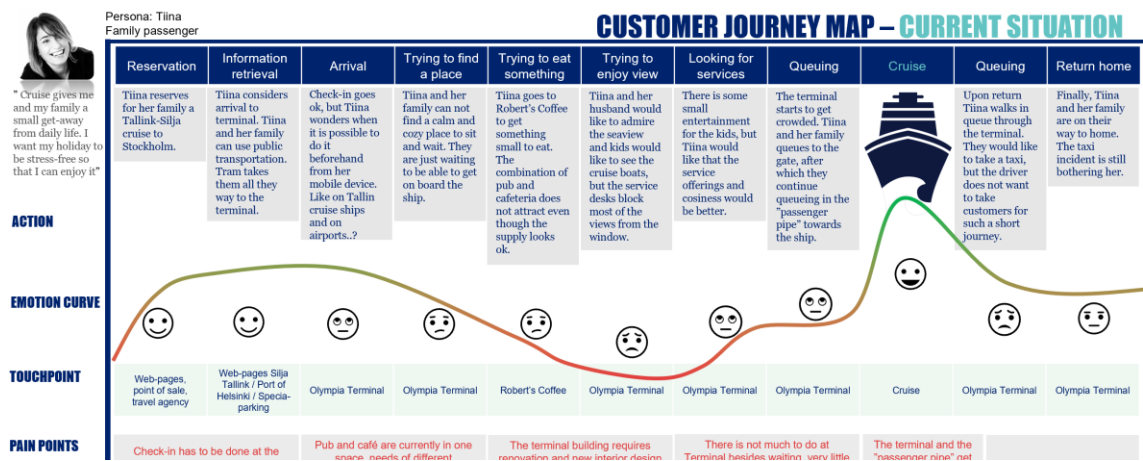 Persona: Tiina
Family passenger
CUSTOMER JOURNEY MAP – CURRENT SITUATION
" Cruise gives me
and my family a
small get-away
from daily life. I
want my holiday to
be stress-free so
that I can enjoy it"
Reservation
Information
retrieval
Arrival
Trying to find
a place
Trying to eat
something
Trying to
enjoy view
Looking for
services
Queuing
Cruise
Queuing
Return home
ACTION
Tiina reserves
for her family a
Tallink-Silja
cruise to
Stockholm.
Tiina considers
arrival to
terminal. Tiina
and her family
can use public
transportation.
Tram takes
them all they
way to the
terminal.
Check-in goes
ok, but Tiina
wonders when
it is possible to
do it
beforehand
from her
mobile device.
Like on Tallin
cruise ships
and on
airports..?
Tiina and her
family can not
find a calm and
cozy place to sit
and wait. They
are just waiting
to be able to get
on board the
ship.
Tiina goes to
Robert's Coffee
to get
something
small to eat.
The
combination of
pub and
cafeteria does
not attract even
though the
supply looks
ok.
Tiina and her
husband would
like to admire
the seaview
and kids would
like to see the
cruise boats,
but the service
desks block
most of the
views from the
window.
There is some
small
entertainment
for the kids, but
Tiina would
like that the
service
offerings and
cosiness would
be better.
The terminal
starts to get
crowded. Tiina
and her family
queues to the
gate, after
which they
continue
queueing in the
"passenger
pipe" towards
the ship.
Upon return
Tiina walks in
queue through
the terminal.
They would like
to take a taxi,
but the driver
does not want
to take
customers for
such a short
journey.
Finally, Tiina
and her family
are on their
way to home.
The taxi
incident is still
bothering her.
EMOTION CURVE
TOUCHPOINT
Web-pages,
point of sale,
travel agency
Web-pages Silja
Tallink / Port of
Helsinki / Specia-
parking
Olympia Terminal
Olympia Terminal
Robert's Coffee
Olympia Terminal
Olympia Terminal
Olympia Terminal
Cruise
Olympia Terminal
Olympia Terminal
PAIN POINTS
Check-in has to be done at the
Pub and café are currently in one
space, needs of different
The terminal building requires
renovation and new interior design
There is not much to do at
Terminal besides waiting, very little
The terminal and the
"passenger pipe" get